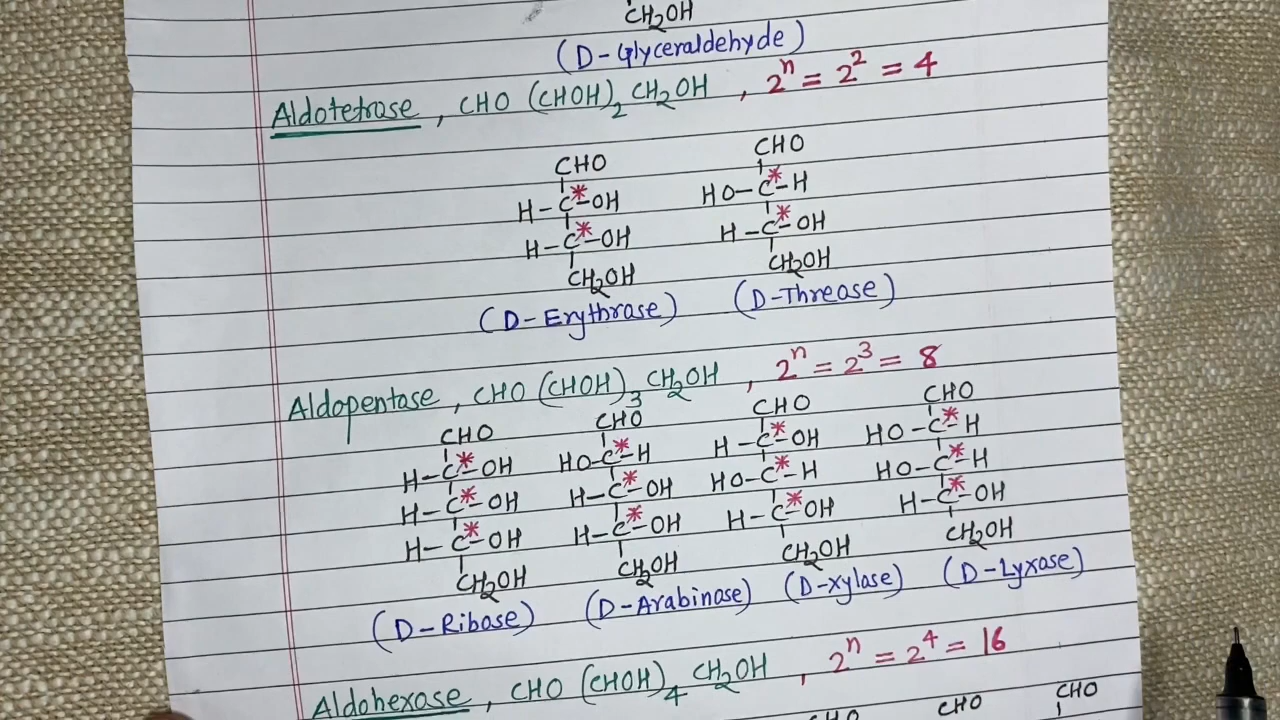 CH2OH
(D-Glyceraldehyde)
Aldotetrose, CHO (CHOH)2 CH2OH, 2^n = 2^2 = 4
CHO CHO
H-C*-OH HO-C*-H
H-C*-OH H-C*-OH
CH2OH CH2OH
(D-Erythrose) (D-Threose)
Aldopentose, CHO (CHOH)3 CH2OH, 2^n = 2^3 = 8
CHO CHO CHO CHO
H-C*-OH HO-C*-H H-C*-OH HO-C*-H
H-C*-OH H-C*-OH HO-C*-H HO-C*-H
H-C*-OH H-C*-OH H-C*-OH H-C*-OH
CH2OH CH2OH CH2OH CH2OH
(D-Ribose) (D-Arabinose) (D-xylose) (D-Lyxose)
Aldohexose, CHO (CHOH)4 CH2OH, 2^n = 2^4 = 16
CHO CHO CHO